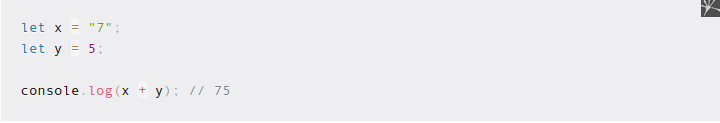 let x = "7";
let y = 5;
console.log(x + y); // 75